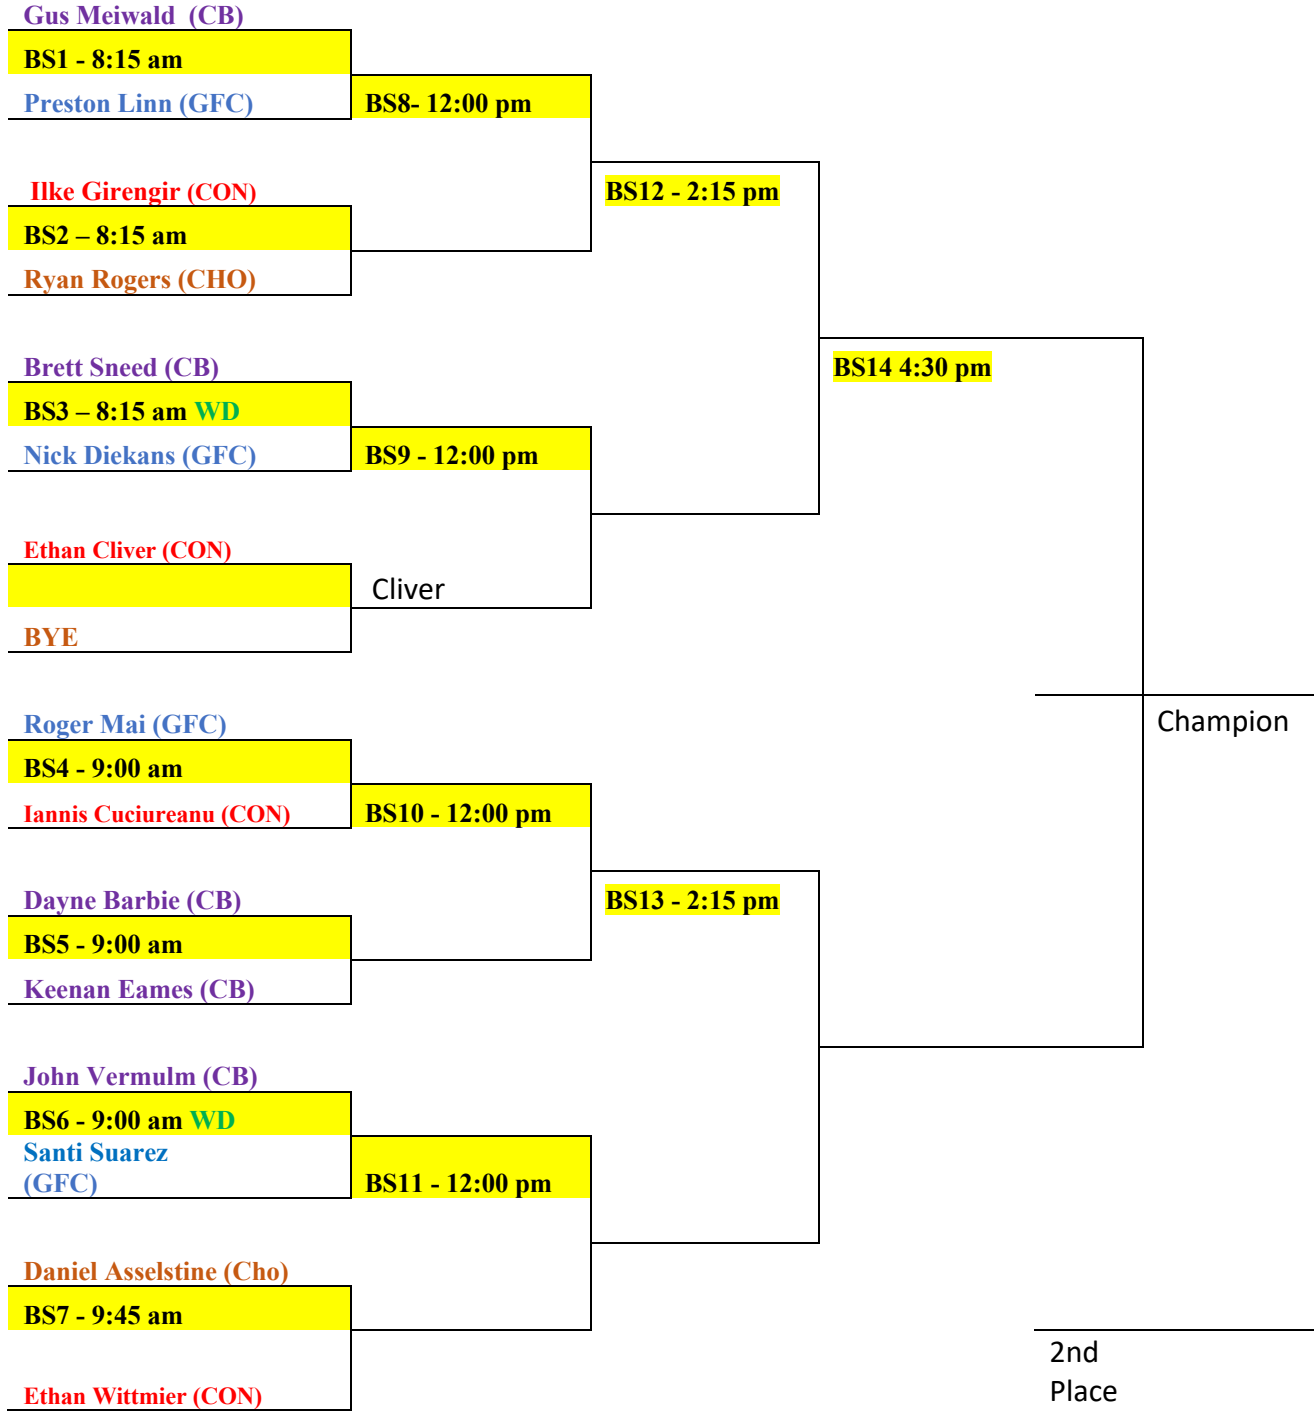 Gus Meiwald  (CB)
BS1 - 8:15 am
Preston Linn (GFC)
BS8- 12:00 pm
Ilke Girengir (CON)
BS12 - 2:15 pm
BS2 – 8:15 am
Ryan Rogers (CHO)
Brett Sneed (CB)
BS14 4:30 pm
BS3 – 8:15 am WD
Nick Diekans (GFC)
BS9 - 12:00 pm
Ethan Cliver (CON)
Cliver
BYE
Roger Mai (GFC)
Champion
BS4 - 9:00 am
Iannis Cuciureanu (CON)
BS10 - 12:00 pm
Dayne Barbie (CB)
BS13 - 2:15 pm
BS5 - 9:00 am
Keenan Eames (CB)
John Vermulm (CB)
BS6 - 9:00 am WD
Santi Suarez
(GFC)
BS11 - 12:00 pm
Daniel Asselstine (Cho)
BS7 - 9:45 am
2nd
Place
Ethan Wittmier (CON)